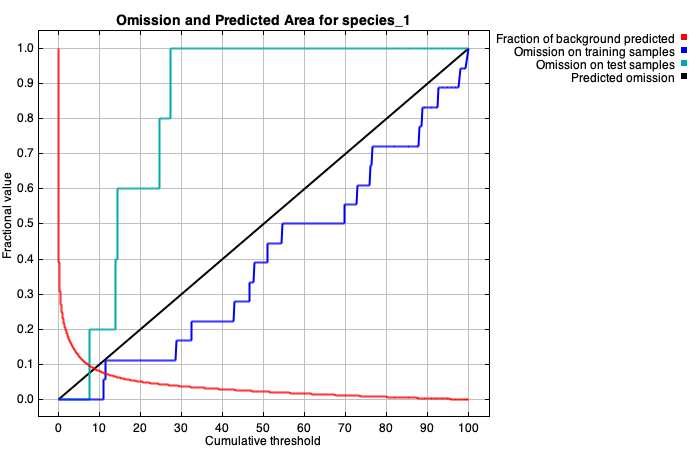 Omission and Predicted Area for species_1
Fraction of background predicted
Omission on training samples
Omission on test samples
Predicted omission
Fractional value
1.0
0.9
0.8
0.7
0.6
0.5
0.4
0.3
0.2
0.1
0.0
0 10 20 30 40 50 60 70 80 90 100
Cumulative threshold